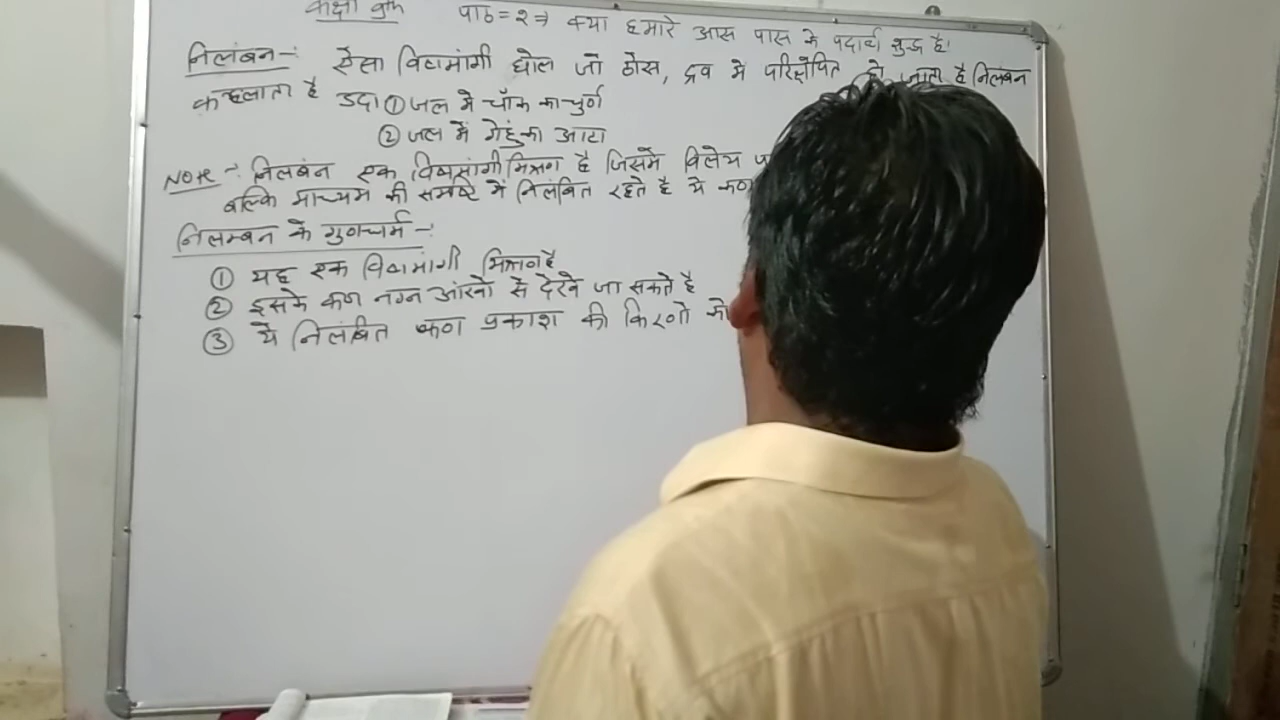 कक्षा 9th पाठ = २ ⇒ क्या हमारे आस पास के पदार्थ शुद्ध है।
निलंबन :- ऐसा विषमांगी घोल जो ठोस, द्रव मे परिक्षेपित हो जाता है निलंबन
कहलाता है उदा ① जल मे चॉक का चुर्ण
② जल में गेहुं का आटा
NOTE :- निलंबन एक विषमांगी मिश्रण है जिसमे विलेय
बल्कि माध्यम की समष्टि में निलंबित रहते है ये कण
निलम्बन के गुणधर्म :-
① यह एक विषमांगी मिश्रण है
② इसके कण नग्न आंखो से देखे जा सकते है
③ ये निलंबित कण प्रकाश की किरणो को